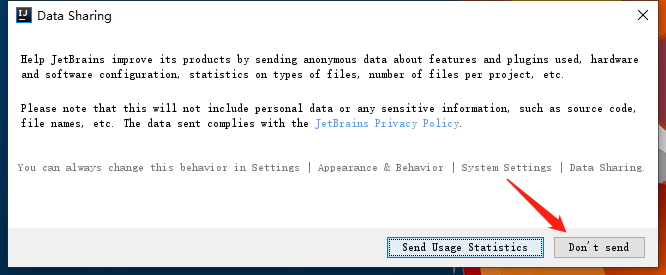 IJ Data Sharing
Help JetBrains improve its products by sending anonymous data about features and plugins used, hardware
and software configuration, statistics on types of files, number of files per project, etc.
Please note that this will not include personal data or any sensitive information, such as source code,
file names, etc. The data sent complies with the JetBrains Privacy Policy.
You can always change this behavior in Settings | Appearance & Behavior | System Settings | Data Sharing.
Send Usage Statistics Don't send